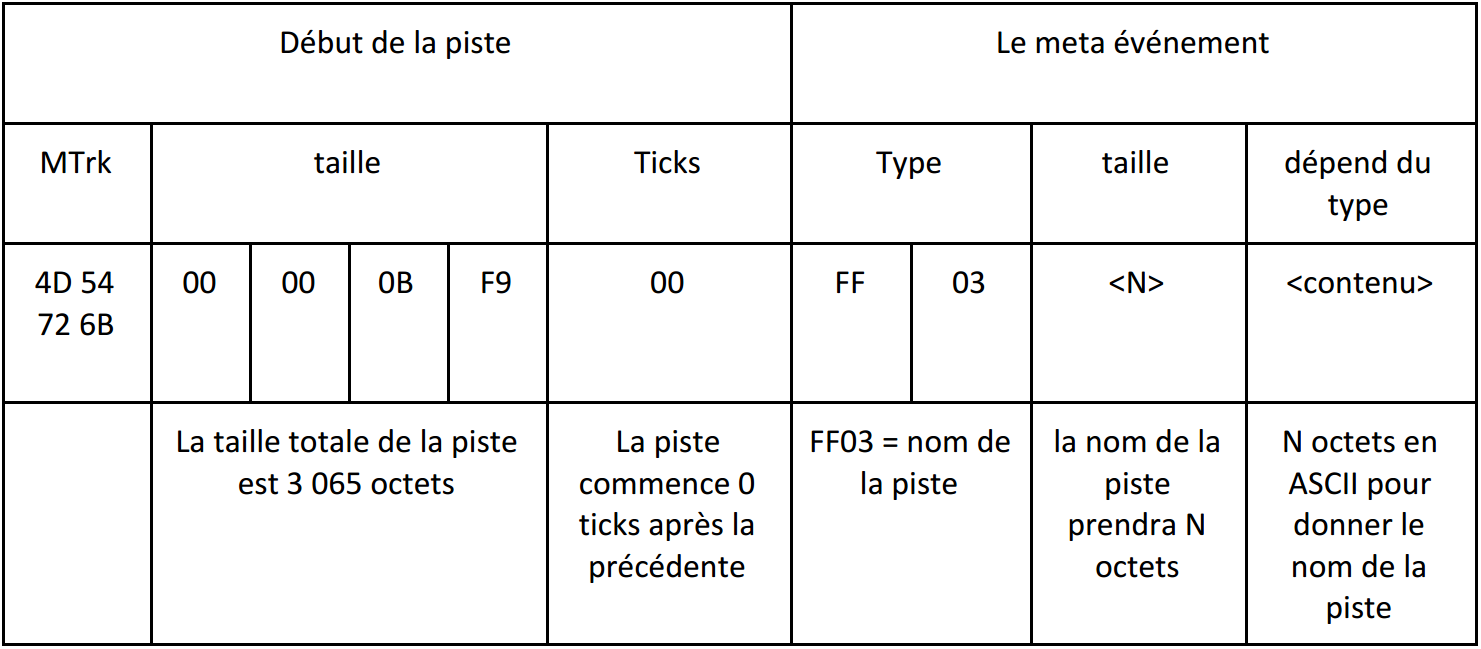 Début de la piste
Le meta événement
MTrk
taille
Ticks
Type
taille
dépend du
type
4D 54
72 6B
00
00
0B
F9
00
FF
03
<N>
<contenu>
La taille totale de la piste
est 3 065 octets
La piste
commence 0
ticks après la
précédente
FF03 = nom de
la piste
la nom de la
piste
prendra N
octets
N octets en
ASCII pour
donner le
nom de la
piste